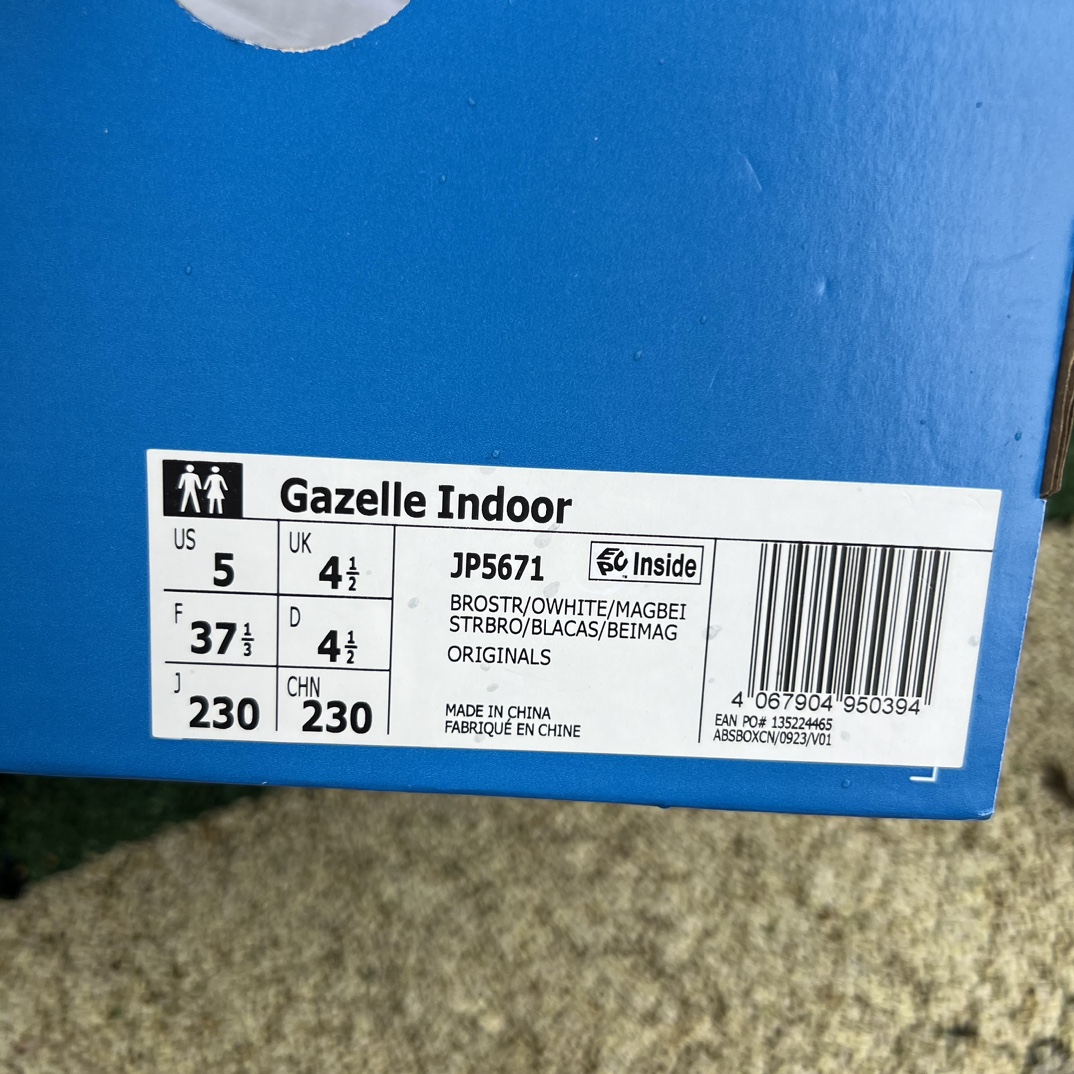 Gazelle Indoor
US 5 UK 4½
F 37⅓ D 4½
J 230 CHN 230
JP5671 EPC Inside
BROSTR/OWHITE/MAGBEI
STRBRO/BLACAS/BEIMAG
ORIGINALS
MADE IN CHINA
FABRIQUÉ EN CHINE
4 067904 950394
EAN PO# 135224465
ABSBOXCN/0923/V01